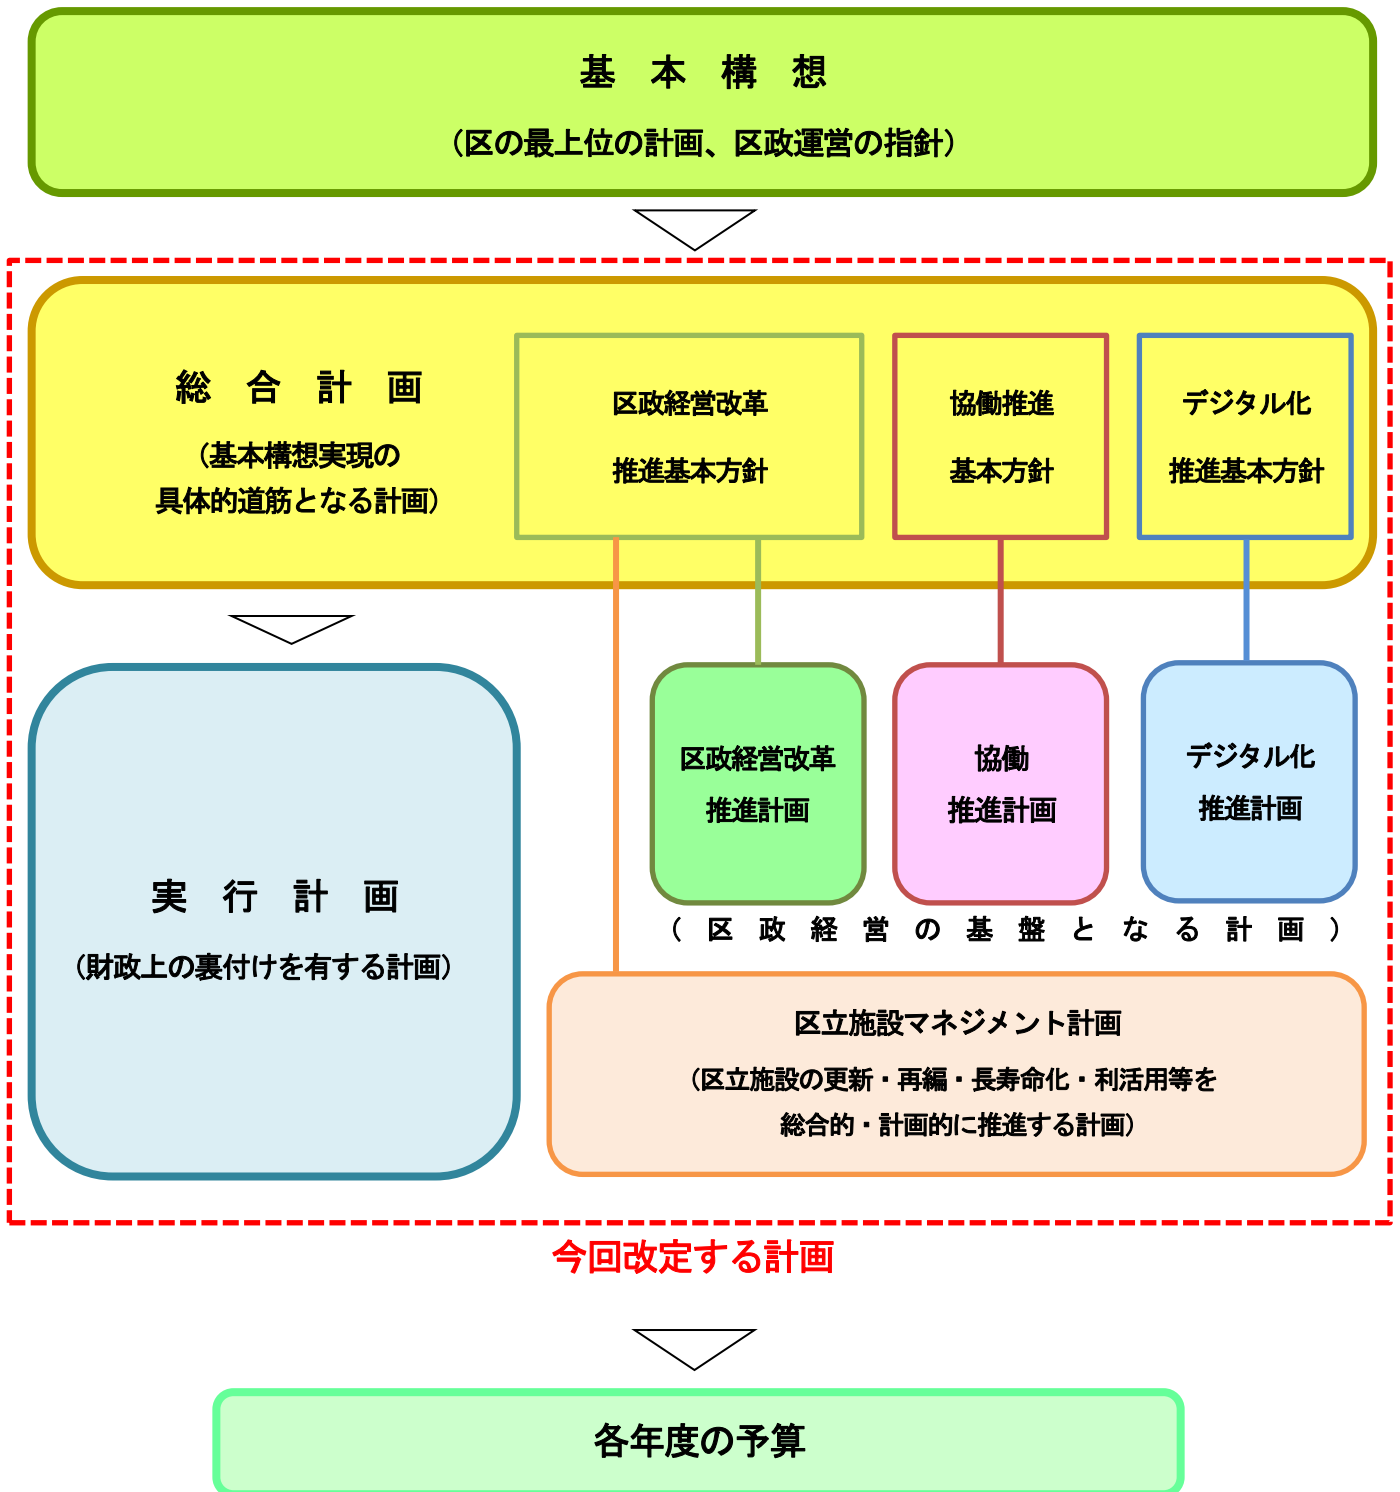 基　本　構　想
（区の最上位の計画、区政運営の指針）
総　合　計　画
（基本構想実現の
具体的道筋となる計画）
区政経営改革
推進基本方針
協働推進
基本方針
デジタル化
推進基本方針
実　行　計　画
（財政上の裏付けを有する計画）
区政経営改革
推進計画
協働
推進計画
デジタル化
推進計画
（　区　政　経　営　の　基　盤　と　な　る　計　画　）
区立施設マネジメント計画
（区立施設の更新・再編・長寿命化・利活用等を
総合的・計画的に推進する計画）
今回改定する計画
各年度の予算